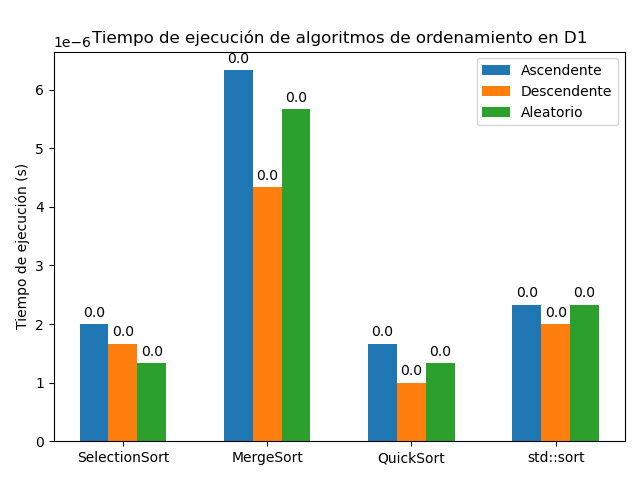 Tiempo de ejecución de algoritmos de ordenamiento en D1
1e−6
Ascendente
Descendente
Aleatorio
Tiempo de ejecución (s)
6
5
4
3
2
1
0
0.0
0.0
0.0
0.0
0.0
0.0
0.0
0.0
0.0
0.0
0.0
0.0
SelectionSort
MergeSort
QuickSort
std::sort